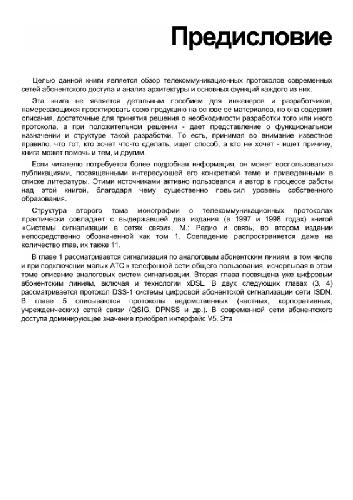 Предисловие
Целью данной книги является обзор телекоммуникационных протоколов современных
сетей абонентского доступа и анализ архитектуры и основных функций каждого из них.
Эта книга не является детальным пособием для инженеров и разработчиков,
намеревающихся проектировать свою продукцию на основе ее материалов, но она содержит
описания, достаточные для принятия решения о необходимости разработки того или иного
протокола, а при положительном решении - дает представление о функциональном
назначении и структуре такой разработки. То есть, принимая во внимание известное
правило, что тот, кто хочет что-то сделать, ищет способ, а кто не хочет - ищет причину,
книга может помочь и тем, и другим.
Если читателю потребуется более подробная информация, он может воспользоваться
публикациями, посвященными интересующей его конкретной теме и приведенными в
списке литературы. Этими источниками активно пользовался и автор в процессе работы
над этой книгой, благодаря чему существенно повысил уровень собственного
образования.
Структура второго тома монографии о телекоммуникационных протоколах
практически совпадает с выдержавшей два издания (в 1997 и 1998 годах) книгой
«Системы сигнализации в сетях связи». М.: Радио и связь, во втором издании
непосредственно обозначенной как том 1. Совпадение распространяется даже на
количество глав, их также 11.
В главе 1 рассматривается сигнализация по аналоговым абонентским линиям, в том числе
и при подключении малых АТС к телефонной сети общего пользования, исчерпывая в этом
томе описание аналоговых систем сигнализации. Вторая глава посвящена уже цифровым
абонентским линиям, включая и технологии xDSL. В двух следующих главах (3, 4)
рассматривается протокол DSS-1 системы цифровой абонентской сигнализации сети ISDN.
В главе 5 описываются протоколы ведомственных (частных, корпоративных,
учрежденческих) сетей связи (QSIG, DPNSS и др.). В современной сети абонентского
доступа доминирующее значение приобрел интерфейс V5. Эта